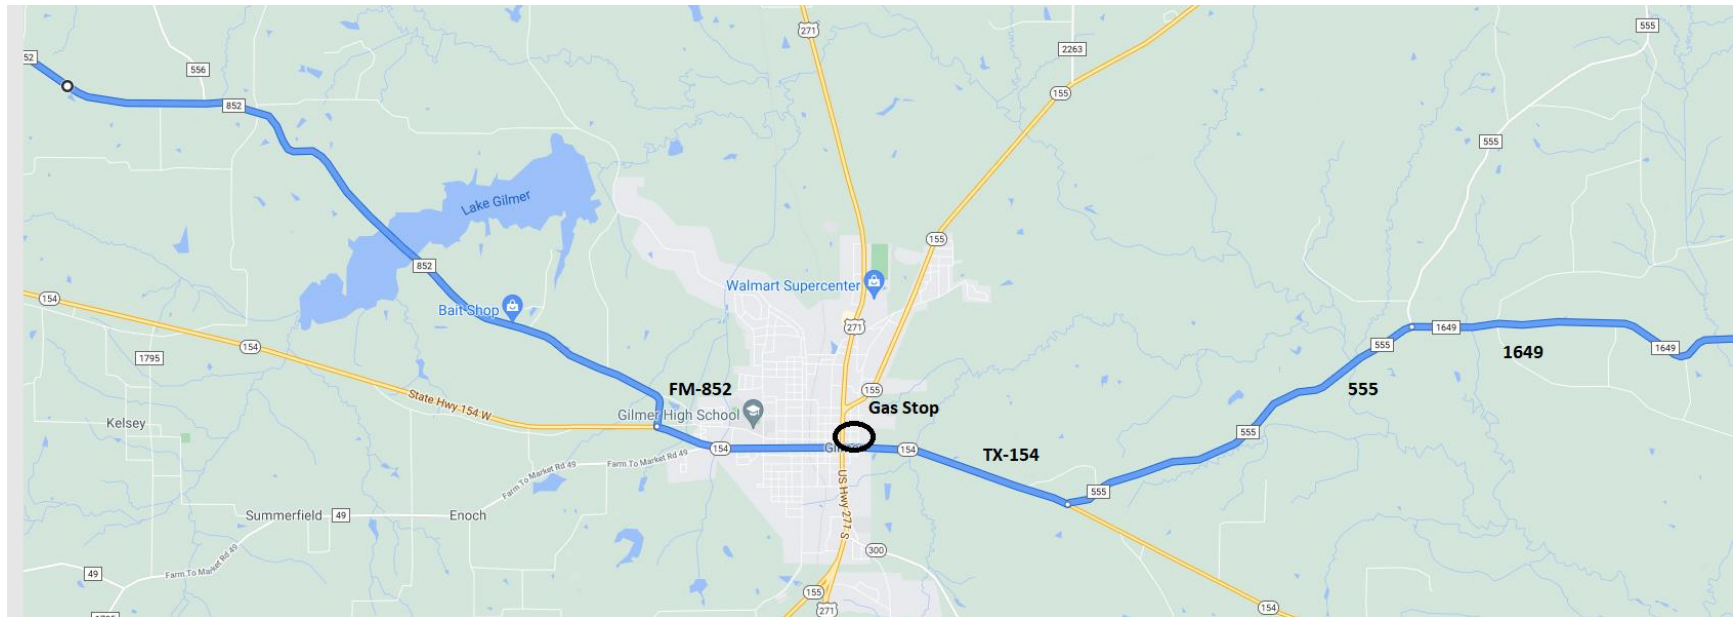 271
555
52
2263
556
155
852
555
Lake Gilmer
155
852
Walmart Supercenter
154
Bait Shop
271
1649
555
1649
1649
154
1795
555
155
FM-852
State Hwy 154 W
Gas Stop
Gilmer High School
Kelsey
555
154
154
TX-154
Farm To Market Rd 49
Farm To Market Rd 49
555
US Hwy 271 S
Summerfield
49
Enoch
300
49
Farm To Market Rd 49
155
154
271